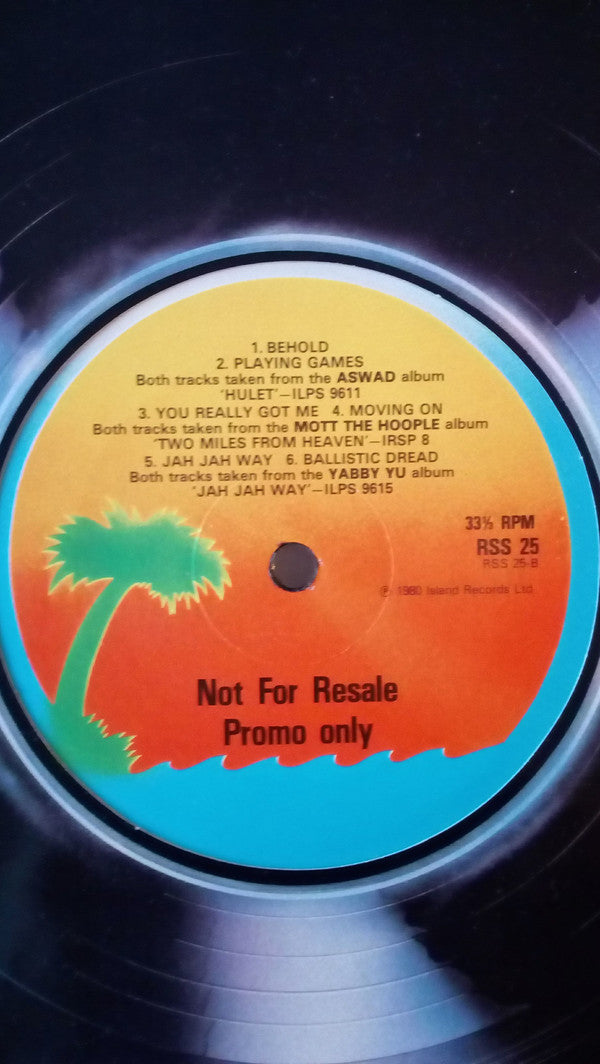 1. BEHOLD
2. PLAYING GAMES
Both tracks taken from the ASWAD album
'HULET'—ILPS 9611
3. YOU REALLY GOT ME 4. MOVING ON
Both tracks taken from the MOTT THE HOOPLE album
'TWO MILES FROM HEAVEN'—IRSP 8
5. JAH JAH WAY 6. BALLISTIC DREAD
Both tracks taken from the YABBY YU album
'JAH JAH WAY'—ILPS 9615
33⅓ RPM
RSS 25
RSS 25-B
℗ 1980 Island Records Ltd
Not For Resale
Promo only